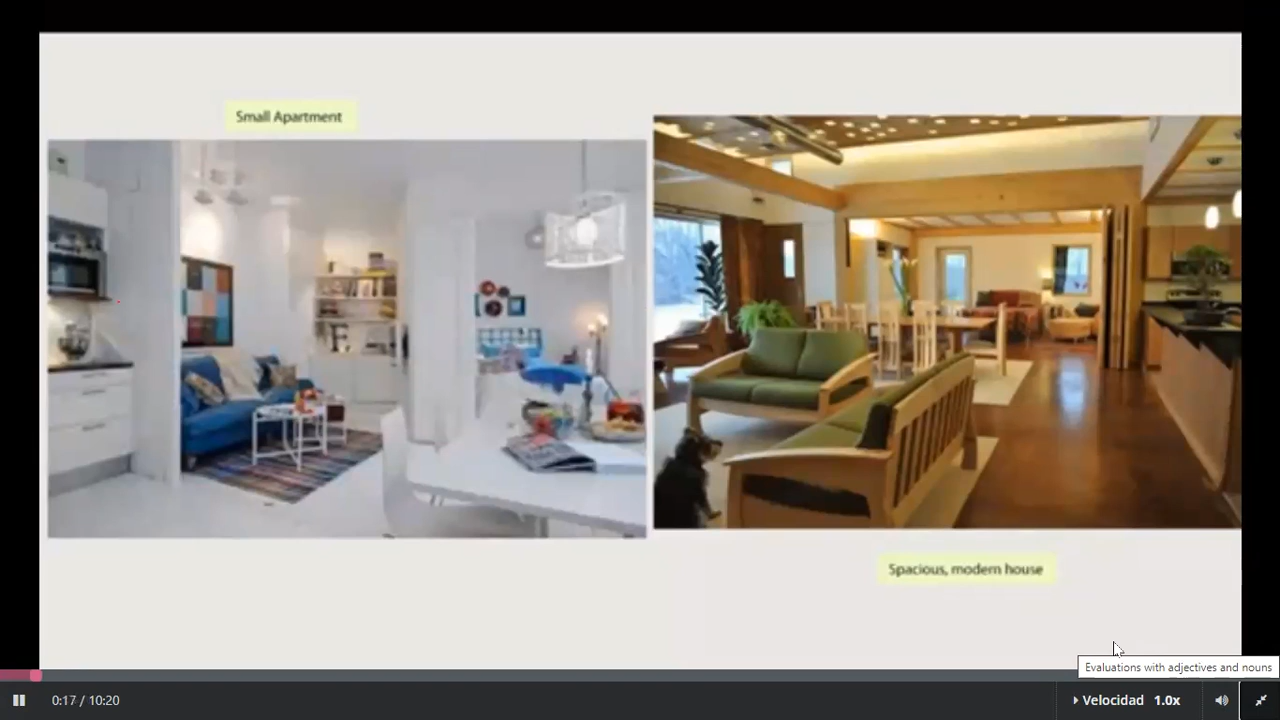 Small Apartment
Spacious, modern house
Evaluations with adjectives and nouns
0:17 / 10:20
Velocidad 1.0x